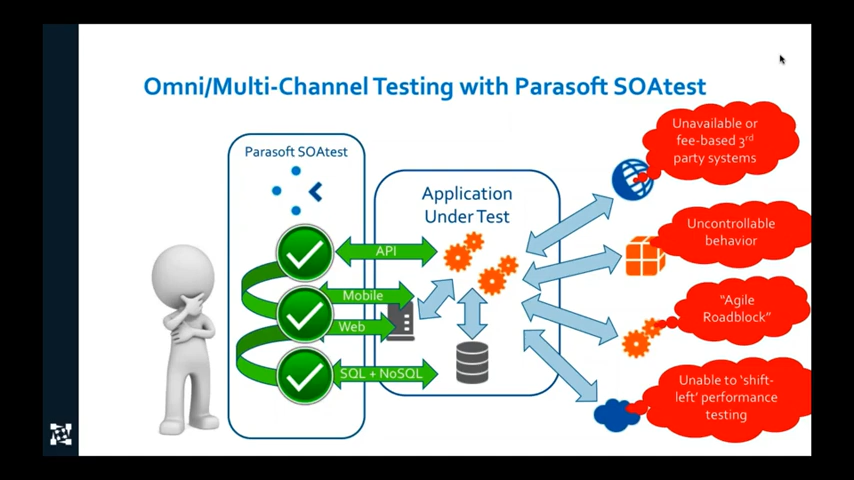 Omni/Multi-Channel Testing with Parasoft SOAtest
Parasoft SOAtest
Application
Under Test
API
Mobile
Web
SQL + NoSQL
Unavailable or
fee-based 3rd
party systems
Uncontrollable
behavior
“Agile
Roadblock”
Unable to ‘shift-
left’ performance
testing